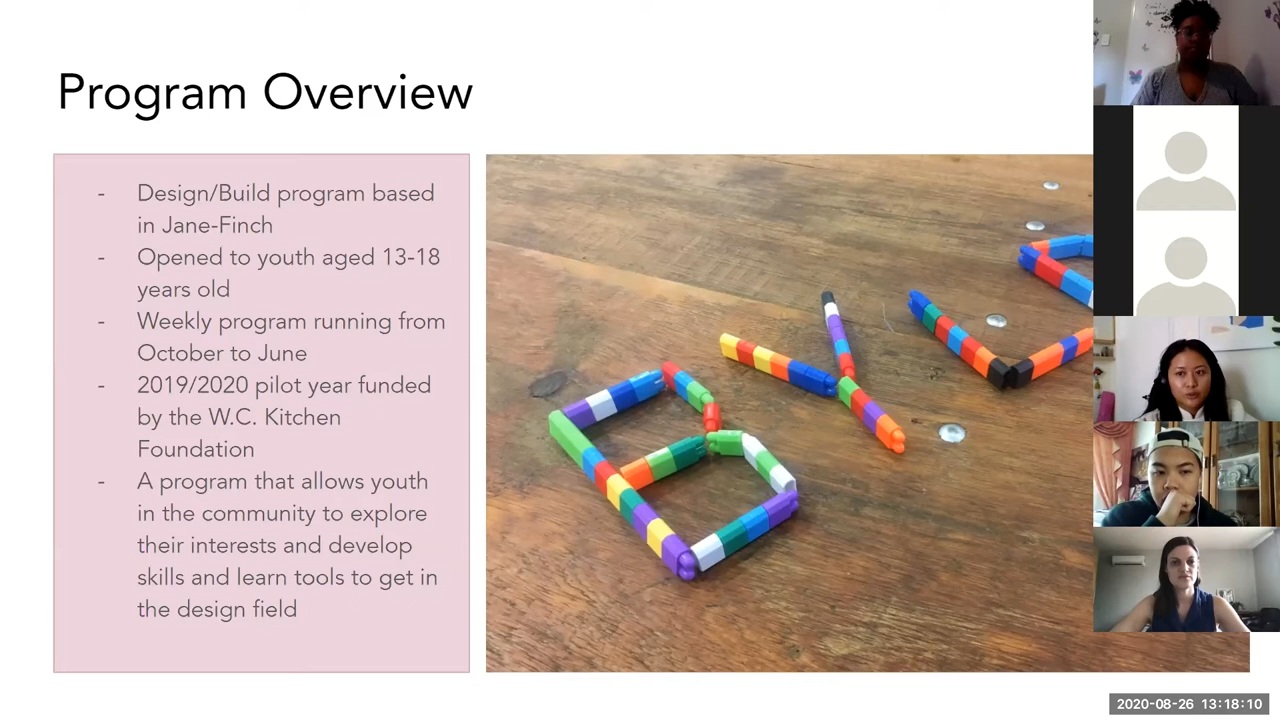 Program Overview
- Design/Build program based
in Jane-Finch
- Opened to youth aged 13-18
years old
- Weekly program running from
October to June
- 2019/2020 pilot year funded
by the W.C. Kitchen
Foundation
- A program that allows youth
in the community to explore
their interests and develop
skills and learn tools to get in
the design field
2020-08-26 13:18:10